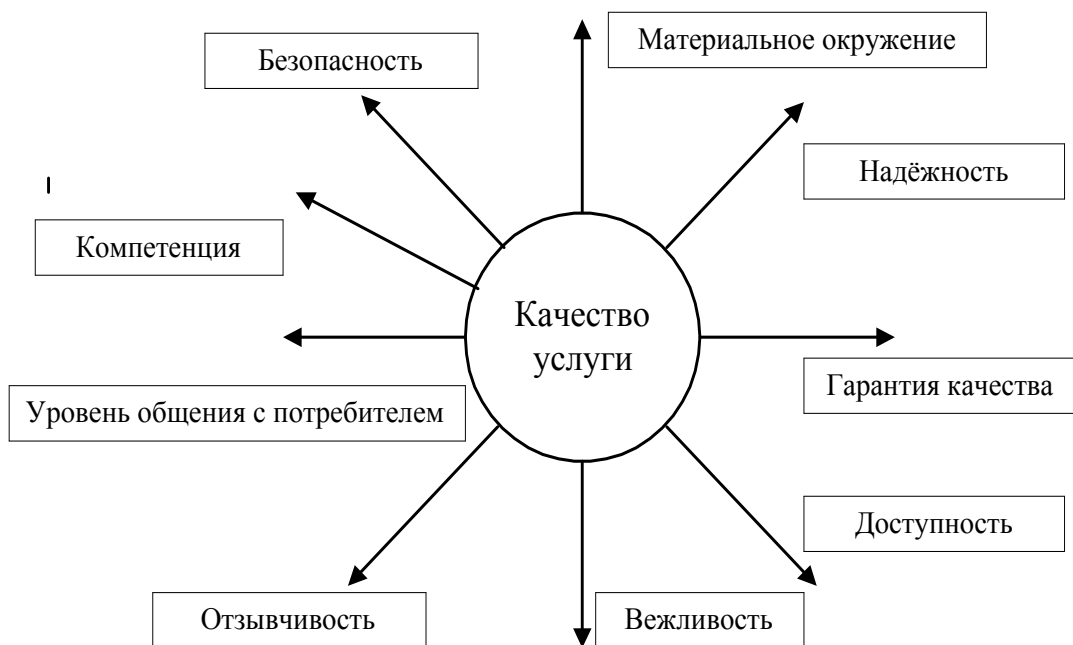 Материальное окружение
Безопасность
Надёжность
Компетенция
Качество
услуги
Уровень общения с потребителем
Гарантия качества
Доступность
Отзывчивость
Вежливость